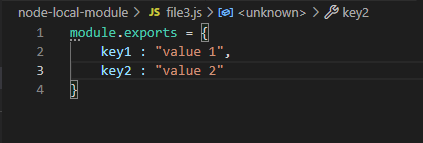 node-local-module > JS file3.js > <unknown> > key2
1 module.exports = {
2 key1 : "value 1",
3 key2 : "value 2"
4 }